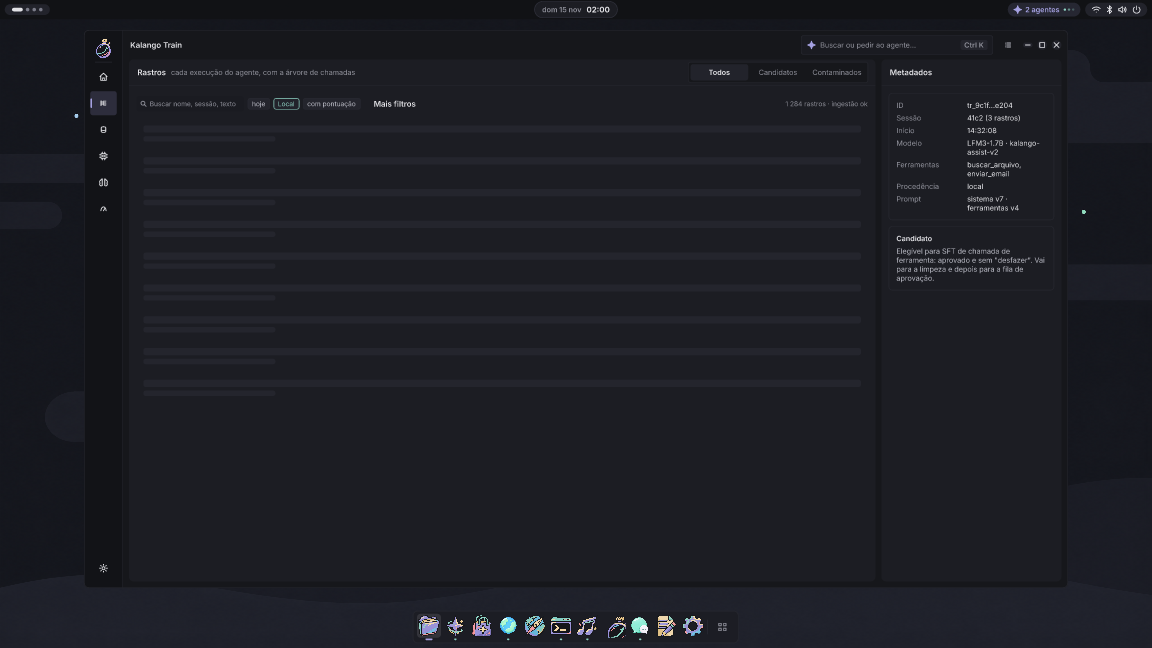 dom 15 nov 02:00
2 agentes
Kalango Train
Buscar ou pedir ao agente...
Ctrl K
Rastros cada execução do agente, com a árvore de chamadas
Todos
Candidatos
Contaminados
Buscar nome, sessão, texto
hoje
Local
com pontuação
Mais filtros
1 284 rastros · ingestão ok
Metadados
ID tr_9c1f...e204
Sessão 41c2 (3 rastros)
Início 14:32:08
Modelo LFM3-1.7B · kalango-
assist-v2
Ferramentas buscar_arquivo,
enviar_email
Procedência local
Prompt sistema v7 ·
ferramentas v4
Candidato
Elegível para SFT de chamada de
ferramenta: aprovado e sem "desfazer". Vai
para a limpeza e depois para a fila de
aprovação.